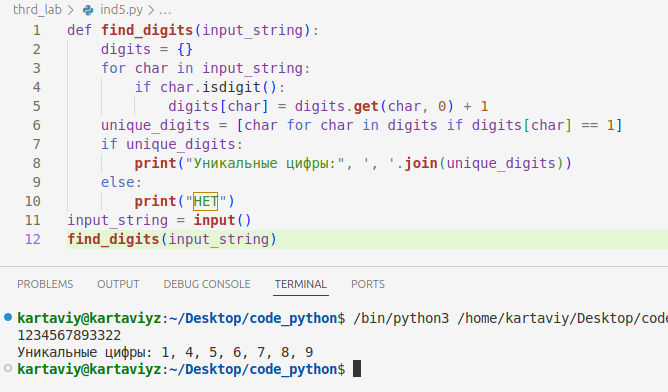 thrd_lab > ind5.py > ...
1 def find_digits(input_string):
2 digits = {}
3 for char in input_string:
4 if char.isdigit():
5 digits[char] = digits.get(char, 0) + 1
6 unique_digits = [char for char in digits if digits[char] == 1]
7 if unique_digits:
8 print("Уникальные цифры:", ', '.join(unique_digits))
9 else:
10 print("НЕТ")
11 input_string = input()
12 find_digits(input_string)
PROBLEMS OUTPUT DEBUG CONSOLE TERMINAL PORTS
kartaviy@kartaviyz:~/Desktop/code_python$ /bin/python3 /home/kartaviy/Desktop/code
1234567893322
Уникальные цифры: 1, 4, 5, 6, 7, 8, 9
kartaviy@kartaviyz:~/Desktop/code_python$